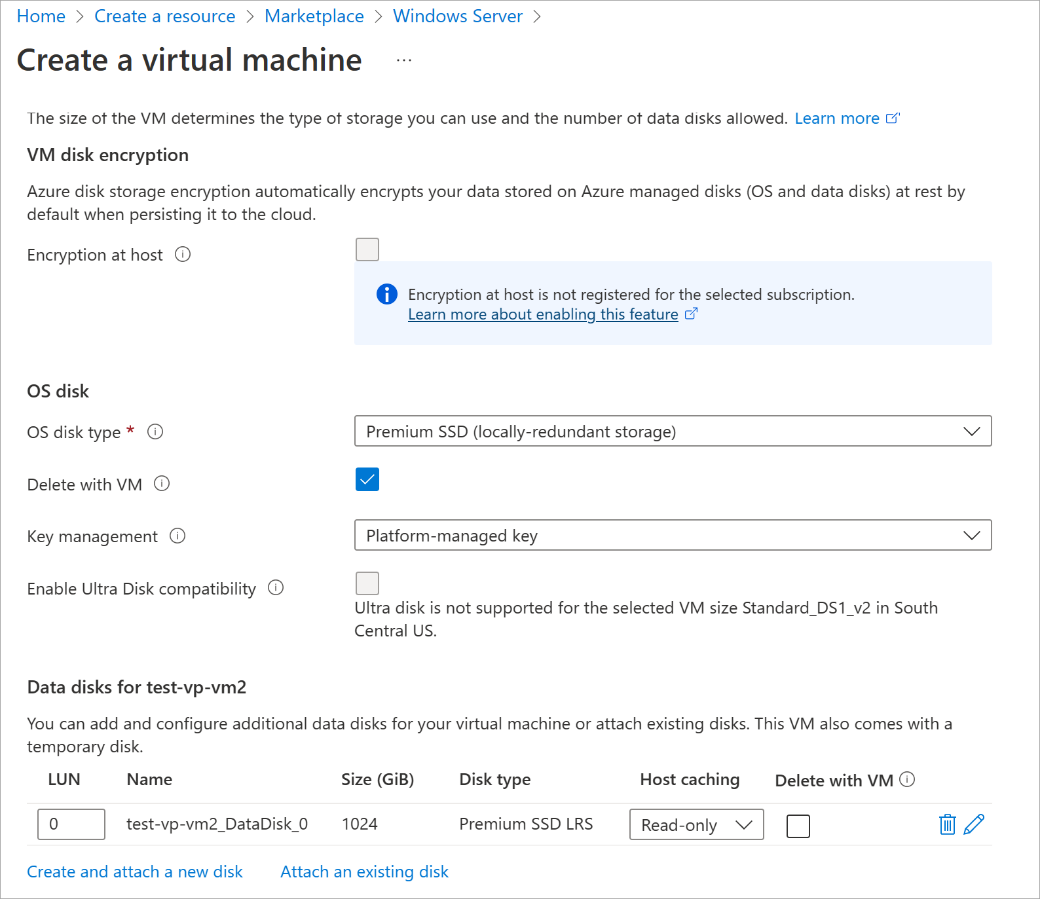 Home > Create a resource > Marketplace > Windows Server >
Create a virtual machine ...
The size of the VM determines the type of storage you can use and the number of data disks allowed. Learn more
VM disk encryption
Azure disk storage encryption automatically encrypts your data stored on Azure managed disks (OS and data disks) at rest by
default when persisting it to the cloud.
Encryption at host
Encryption at host is not registered for the selected subscription.
Learn more about enabling this feature
OS disk
OS disk type * Premium SSD (locally-redundant storage)
Delete with VM
Key management Platform-managed key
Enable Ultra Disk compatibility
Ultra disk is not supported for the selected VM size Standard_DS1_v2 in South
Central US.
Data disks for test-vp-vm2
You can add and configure additional data disks for your virtual machine or attach existing disks. This VM also comes with a
temporary disk.
LUN Name Size (GiB) Disk type Host caching Delete with VM
0 test-vp-vm2_DataDisk_0 1024 Premium SSD LRS Read-only
Create and attach a new disk Attach an existing disk